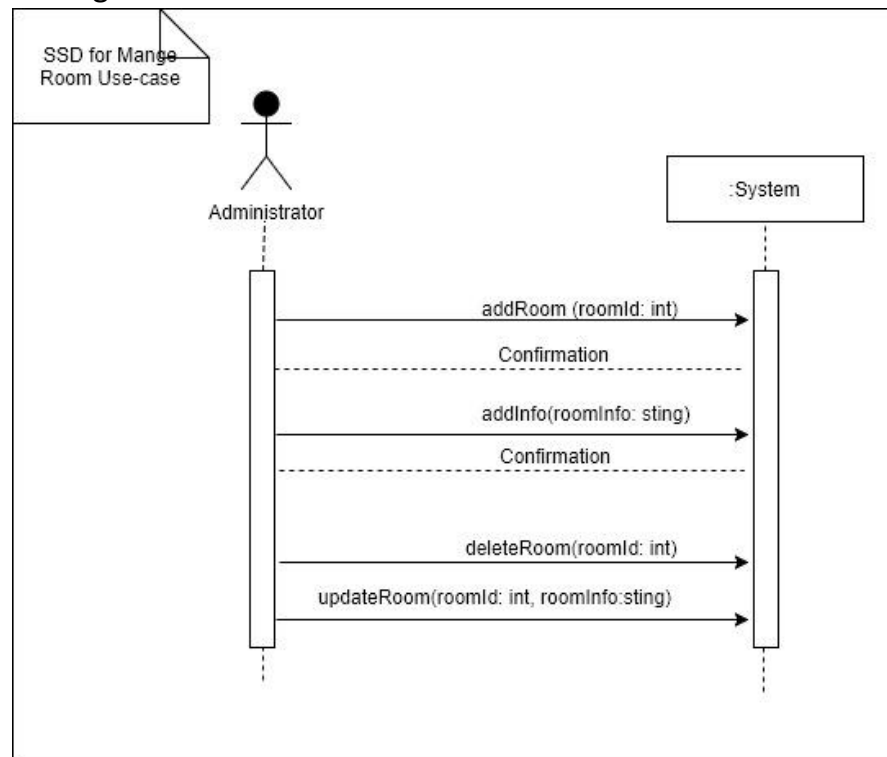 SSD for Mange
Room Use-case
Administrator
:System
addRoom (roomId: int)
Confirmation
addInfo(roomInfo: sting)
Confirmation
deleteRoom(roomId: int)
updateRoom(roomId: int, roomInfo:sting)